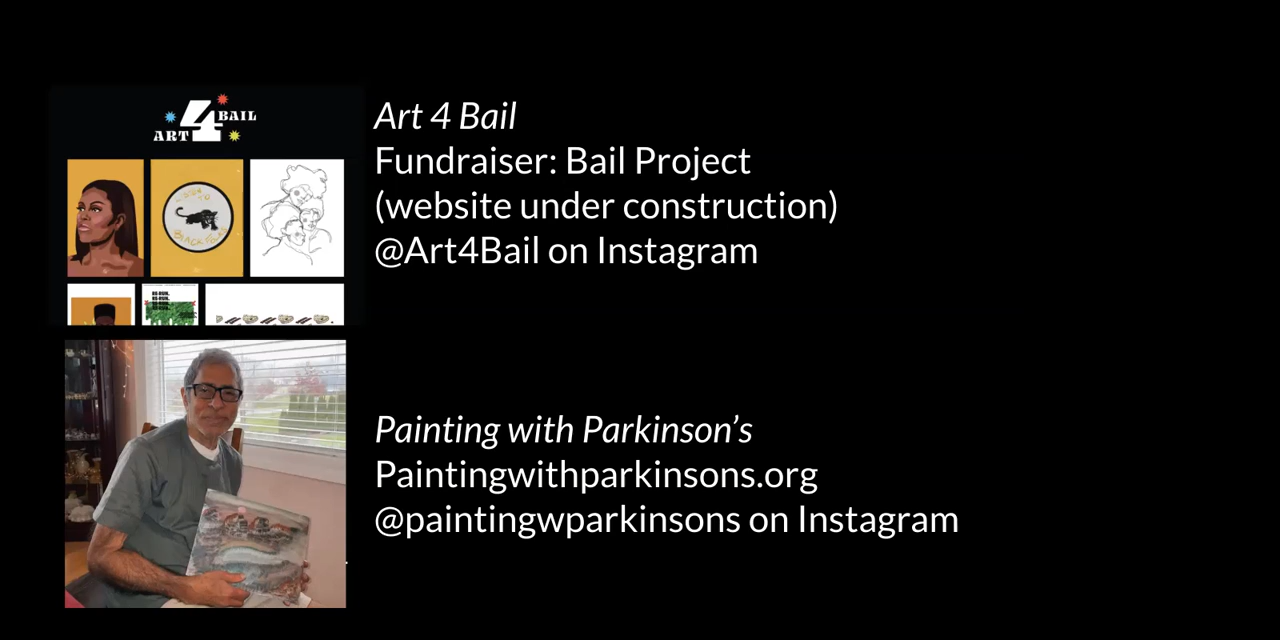 ART 4 BAIL
Art 4 Bail
Fundraiser: Bail Project
(website under construction)
@Art4Bail on Instagram
Painting with Parkinson’s
Paintingwithparkinsons.org
@paintingwparkinsons on Instagram